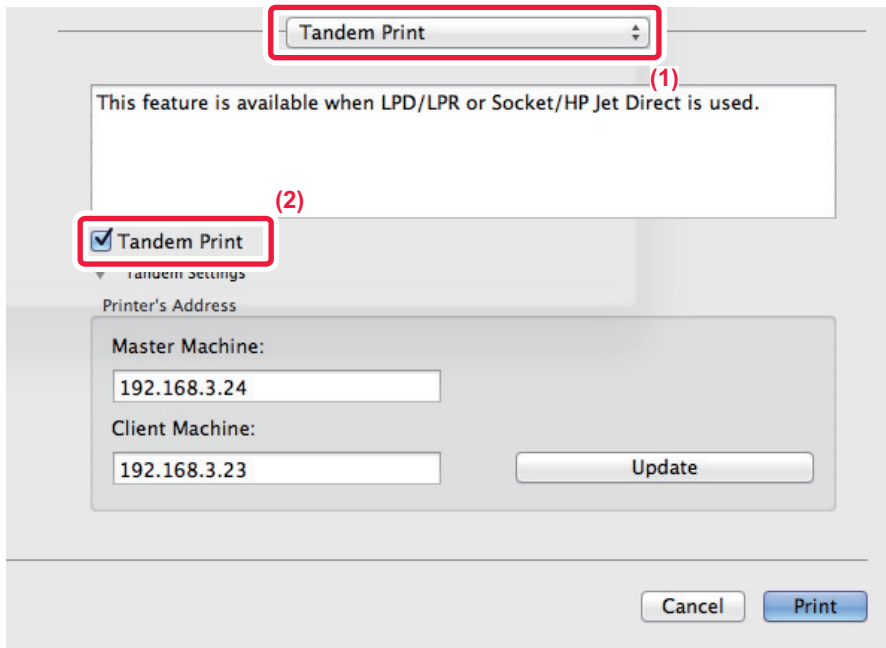 Tandem Print
(1)
This feature is available when LPD/LPR or Socket/HP Jet Direct is used.
(2)
Tandem Print
Tandem Settings
Printer's Address
Master Machine:
192.168.3.24
Client Machine:
192.168.3.23
Update
Cancel
Print